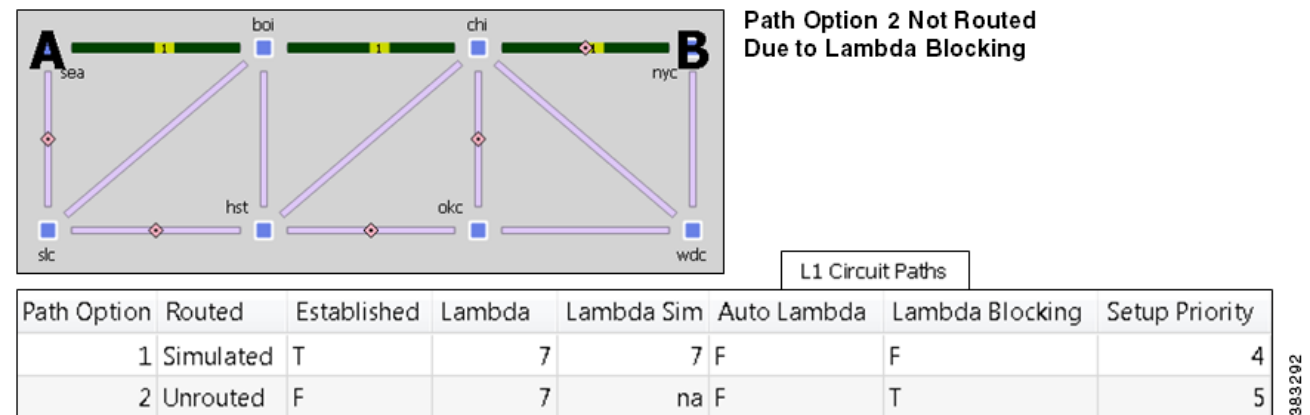 Path Option 2 Not Routed
Due to Lambda Blocking
boi
chi
A
1
1
1
B
sea
nyc
hst
okc
slc
wdc
L1 Circuit Paths
Path Option Routed Established Lambda Lambda Sim Auto Lambda Lambda Blocking Setup Priority
1 Simulated T 7 7 F F 4
2 Unrouted F 7 na F T 5
383292